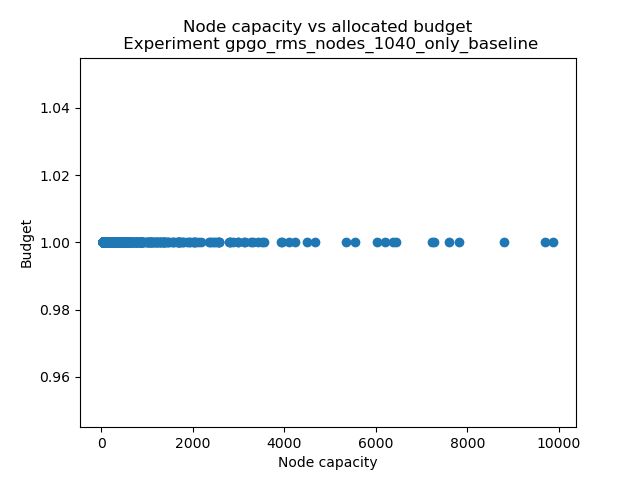 Node capacity vs allocated budget
Experiment gpgo_rms_nodes_1040_only_baseline
1.04
1.02
1.00
0.98
0.96
Budget
0
2000
4000
6000
8000
10000
Node capacity